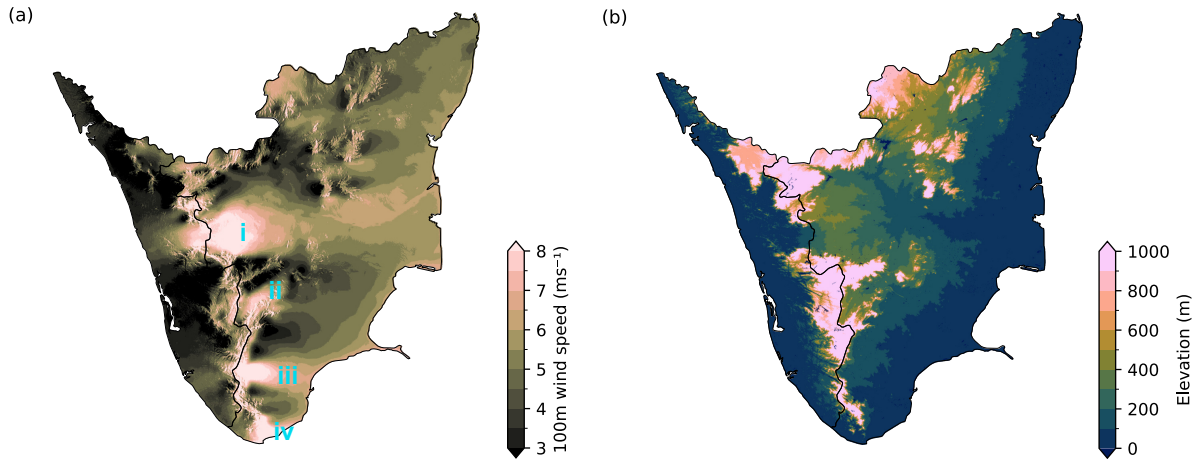 (a)
(b)
i
ii
iii
iv
8
7
6
5
4
3
100m wind speed (ms⁻¹)
1000
800
600
400
200
0
Elevation (m)